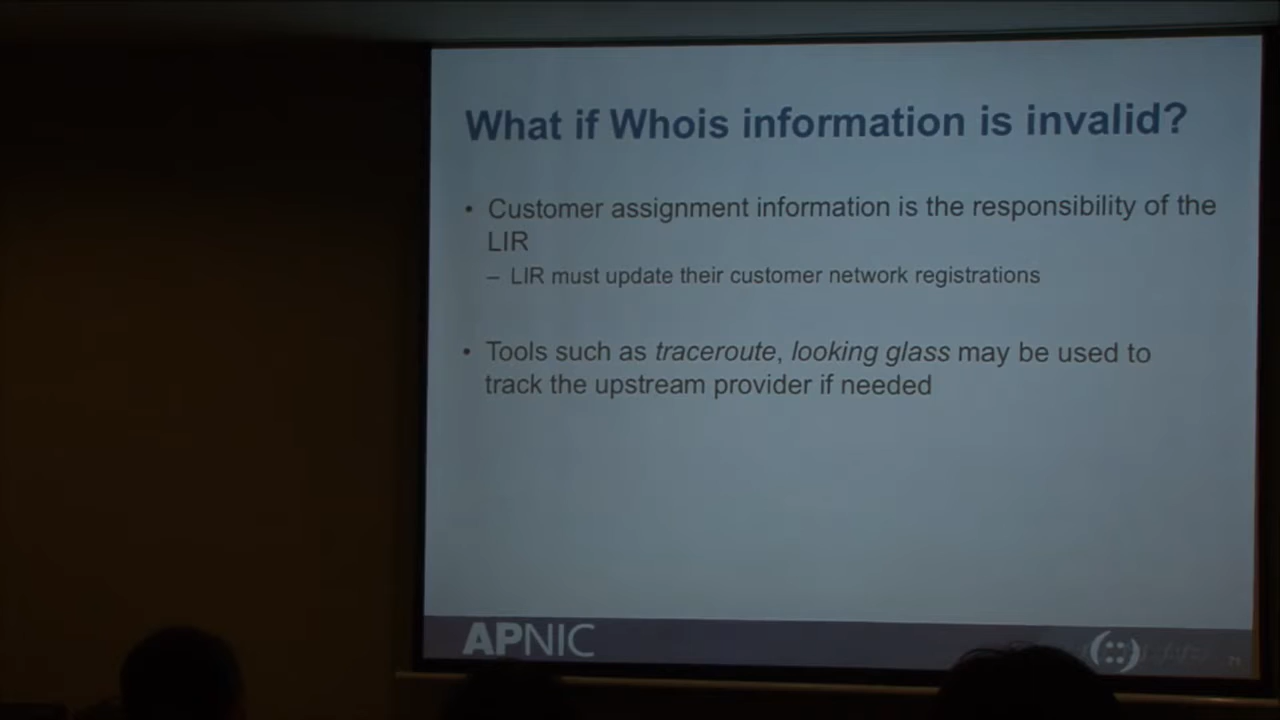 What if Whois information is invalid?
• Customer assignment information is the responsibility of the
LIR
– LIR must update their customer network registrations
• Tools such as traceroute, looking glass may be used to
track the upstream provider if needed
APNIC
(::)